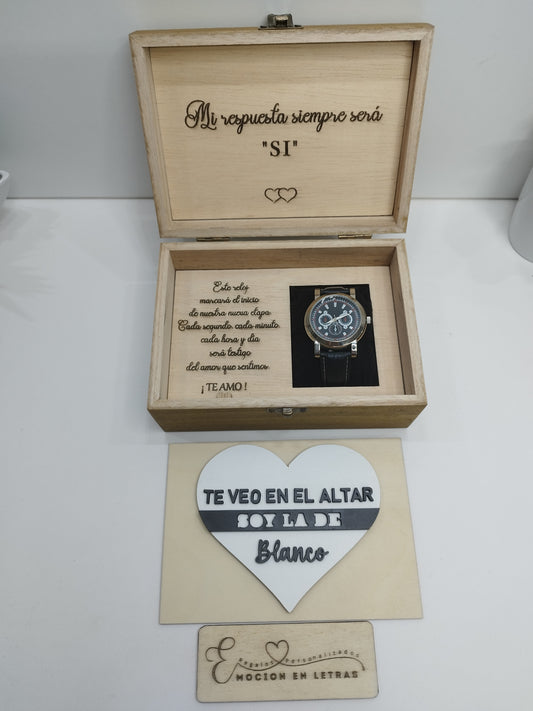 Mi respuesta siempre será
"SI"
Este reloj
marcará el inicio
de nuestra nueva etapa.
Cada segundo, cada minuto,
cada hora y día
será testigo
del amor que sentimos.
¡TE AMO!
TE VEO EN EL ALTAR
SOY LA DE
Blanco
Regalos Personalizados
EMOCION EN LETRAS